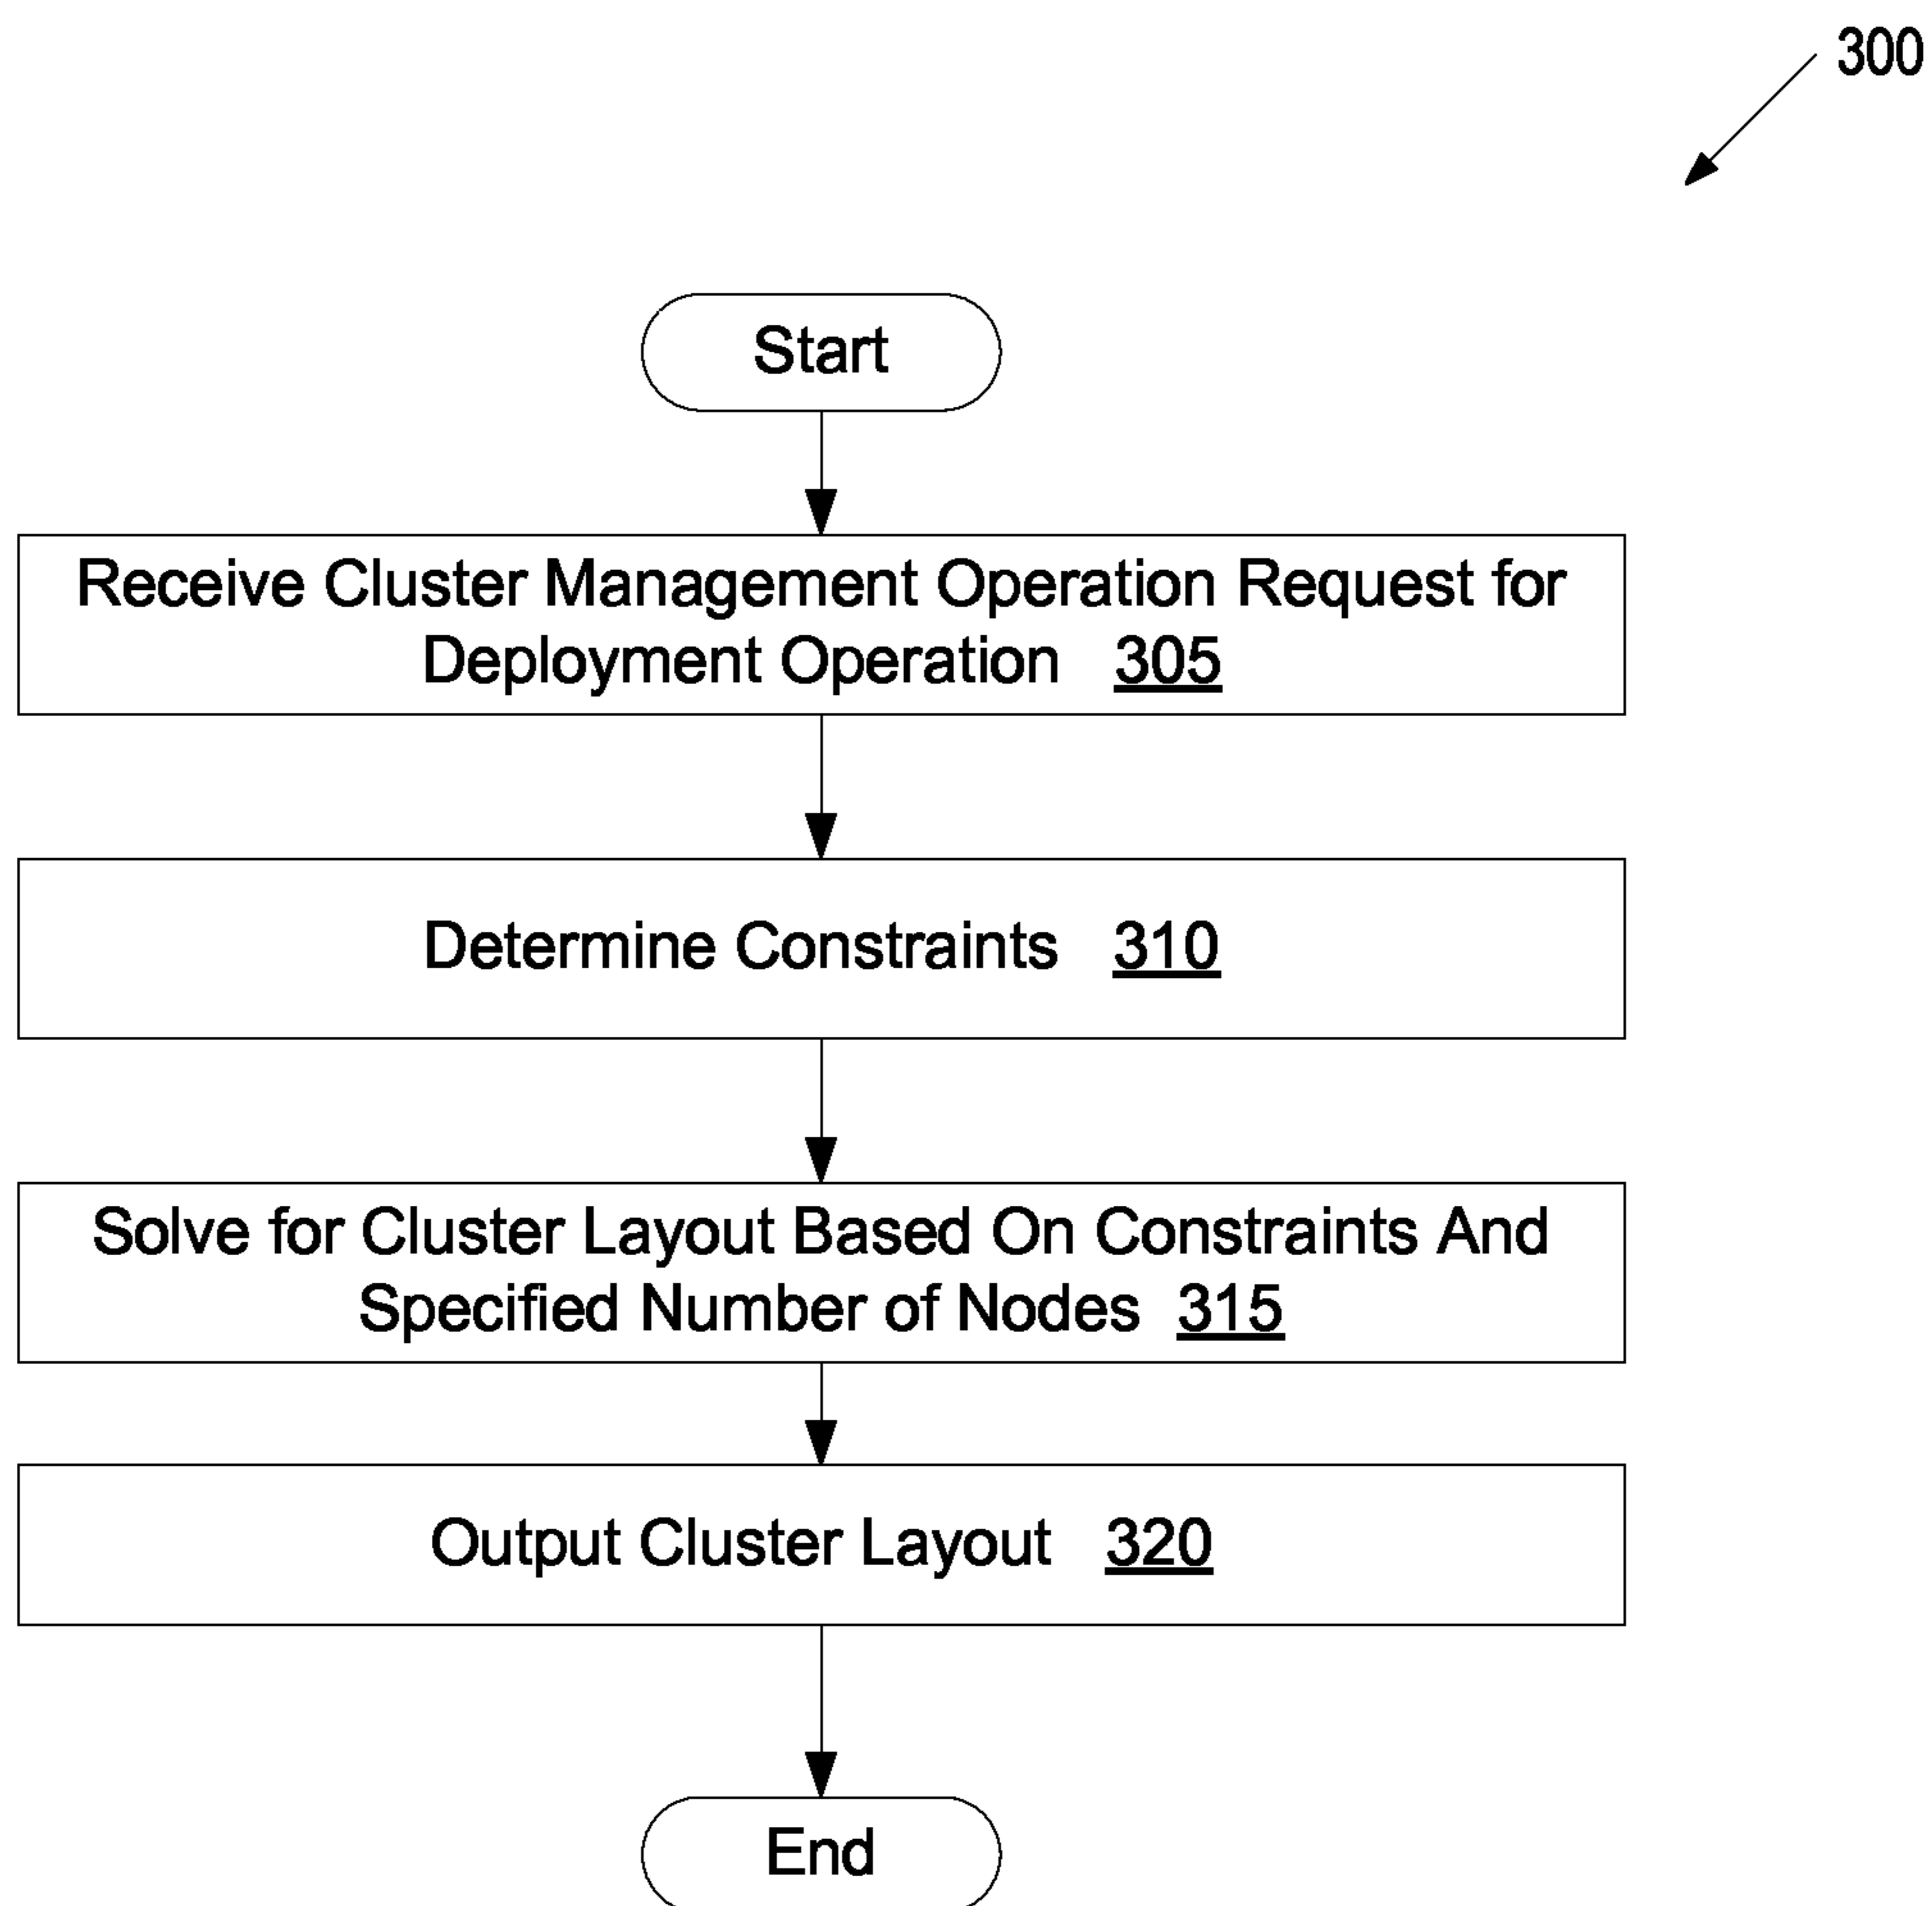 300
Start
Receive Cluster Management Operation Request for
Deployment Operation 305
Determine Constraints 310
Solve for Cluster Layout Based On Constraints And
Specified Number of Nodes 315
Output Cluster Layout 320
End